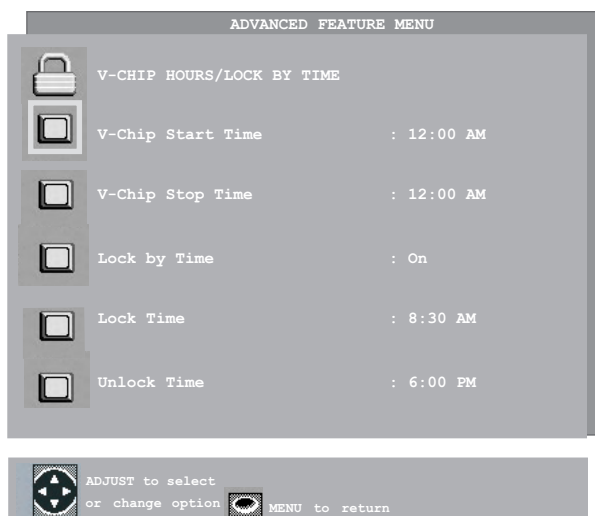 ADVANCED FEATURE MENU
V-CHIP HOURS/LOCK BY TIME
V-Chip Start Time : 12:00 AM
V-Chip Stop Time : 12:00 AM
Lock by Time : On
Lock Time : 8:30 AM
Unlock Time : 6:00 PM
ADJUST to select
or change option MENU to return